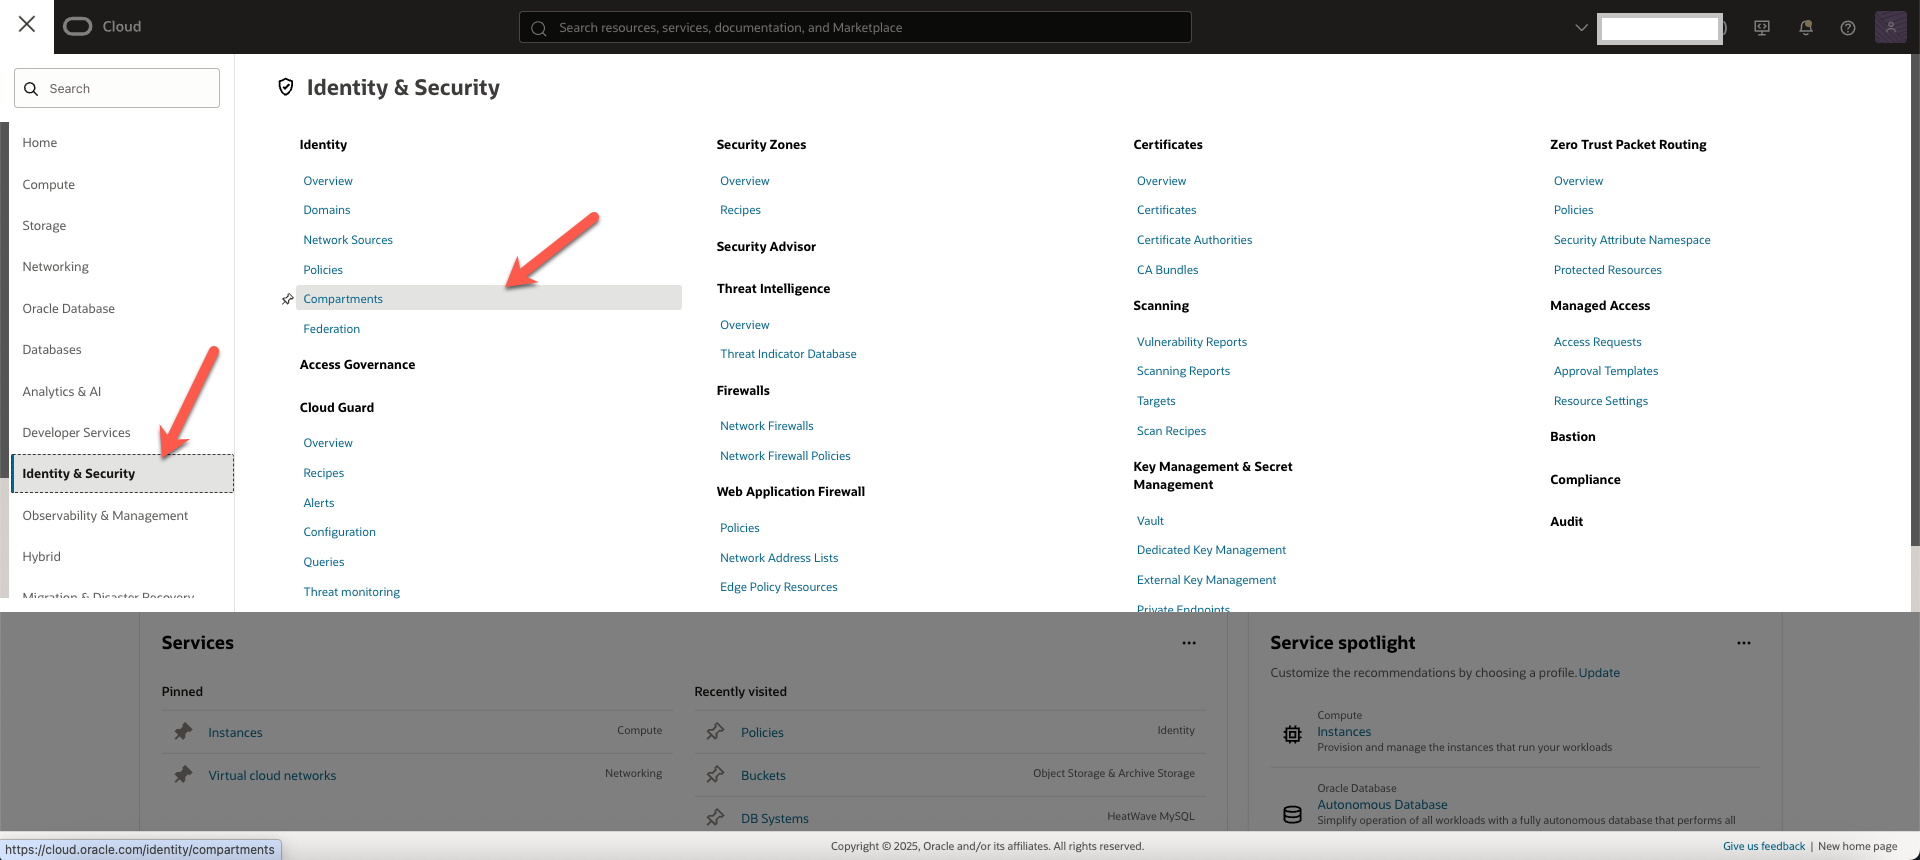 Cloud
Search resources, services, documentation, and Marketplace
Search
Home
Compute
Storage
Networking
Oracle Database
Databases
Analytics & AI
Developer Services
Identity & Security
Observability & Management
Hybrid
Migration & Disaster Recovery
Identity & Security
Identity
Overview
Domains
Network Sources
Policies
Compartments
Federation
Access Governance
Cloud Guard
Overview
Recipes
Alerts
Configuration
Queries
Threat monitoring
Security Zones
Overview
Recipes
Security Advisor
Threat Intelligence
Overview
Threat Indicator Database
Firewalls
Network Firewalls
Network Firewall Policies
Web Application Firewall
Policies
Network Address Lists
Edge Policy Resources
Certificates
Overview
Certificates
Certificate Authorities
CA Bundles
Scanning
Vulnerability Reports
Scanning Reports
Targets
Scan Recipes
Key Management & Secret
Management
Vault
Dedicated Key Management
External Key Management
Private Endpoints
Zero Trust Packet Routing
Overview
Policies
Security Attribute Namespace
Protected Resources
Managed Access
Access Requests
Approval Templates
Resource Settings
Bastion
Compliance
Audit
Services
Pinned
Instances Compute
Virtual cloud networks Networking
Recently visited
Policies Identity
Buckets Object Storage & Archive Storage
DB Systems HeatWave MySQL
Service spotlight
Customize the recommendations by choosing a profile. Update
Compute
Instances
Provision and manage the instances that run your workloads
Oracle Database
Autonomous Database
Simplify operation of all workloads with a fully autonomous database that performs all
https://cloud.oracle.com/identity/compartments
Copyright © 2025, Oracle and/or its affiliates. All rights reserved.
Give us feedback | New home page